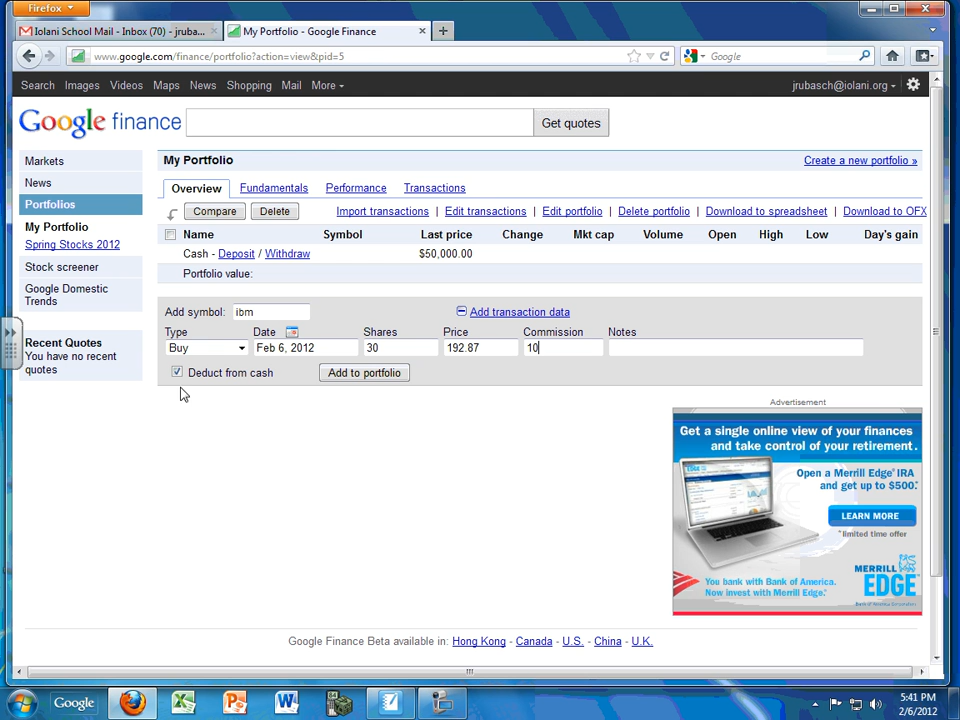 Firefox
Iolani School Mail - Inbox (70) - jruba...
My Portfolio - Google Finance
www.google.com/finance/portfolio?action=view&pid=5
Google
Search Images Videos Maps News Shopping Mail More
jrubasch@iolani.org
Google finance
Get quotes
Markets
News
Portfolios
My Portfolio
Spring Stocks 2012
Stock screener
Google Domestic
Trends
Recent Quotes
You have no recent
quotes
My Portfolio
Create a new portfolio »
Overview Fundamentals Performance Transactions
Compare Delete Import transactions | Edit transactions | Edit portfolio | Delete portfolio | Download to spreadsheet | Download to OFX
Name Symbol Last price Change Mkt cap Volume Open High Low Day's gain
Cash - Deposit / Withdraw $50,000.00
Portfolio value:
Add symbol: ibm Add transaction data
Type Date Shares Price Commission Notes
Buy Feb 6, 2012 30 192.87 10
Deduct from cash Add to portfolio
Advertisement
Get a single online view of your finances
and take control of your retirement.
Open a Merrill Edge® IRA
and get up to $500.*
LEARN MORE
*limited time offer
You bank with Bank of America.
Now invest with Merrill Edge.®
MERRILL
EDGE
Bank of America Corporation
Google Finance Beta available in: Hong Kong - Canada - U.S. - China - U.K.
Google
5:41 PM
2/6/2012